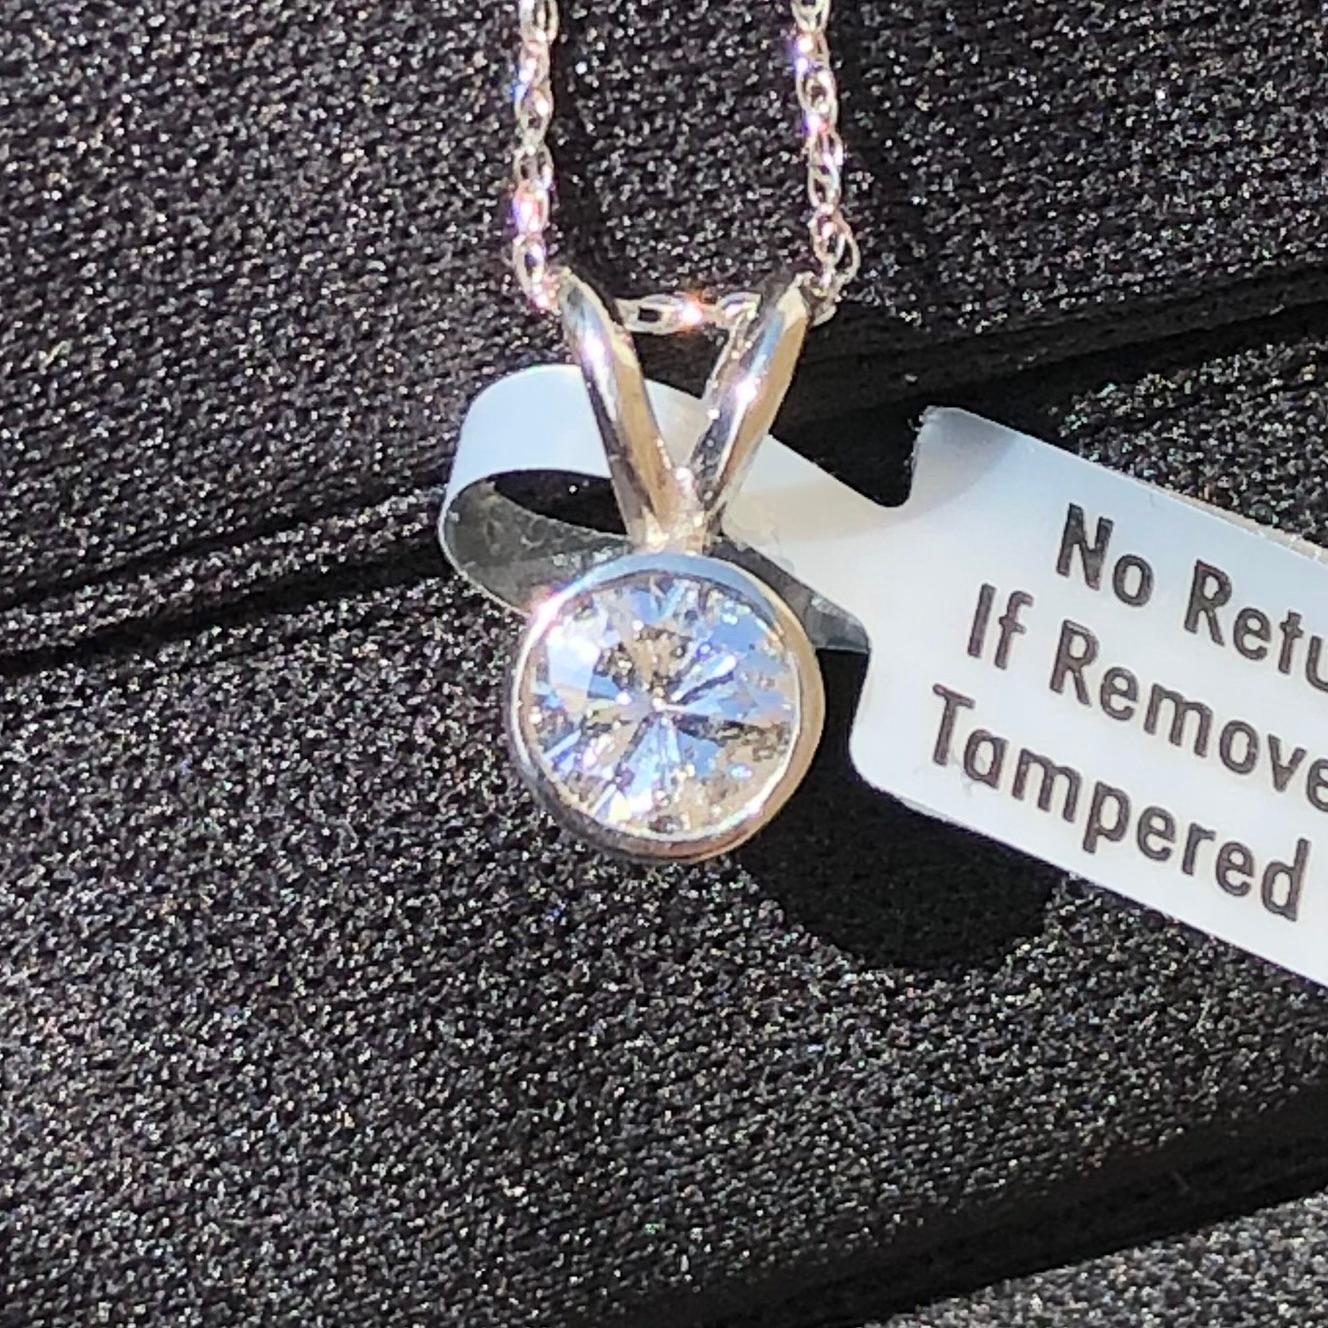 No Retu
If Remove
Tampered